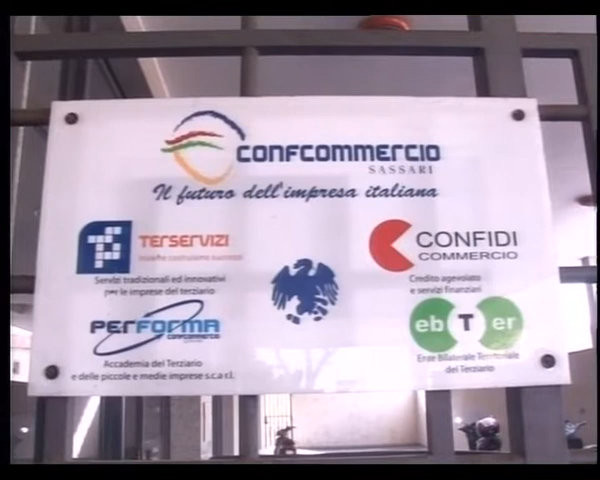 CONFCOMMERCIO
SASSARI
Il futuro dell'impresa italiana
TERSERVIZI
Servizi tradizionali ed innovativi
per le imprese del terziario
PERFORMA
CONFCOMMERCIO
Accademia del Terziario
e delle piccole e medie imprese s.c.a r.l.
CONFIDI
COMMERCIO
Credito agevolato
e servizi finanziari
eb T er
Ente Bilaterale Territoriale
del Terziario